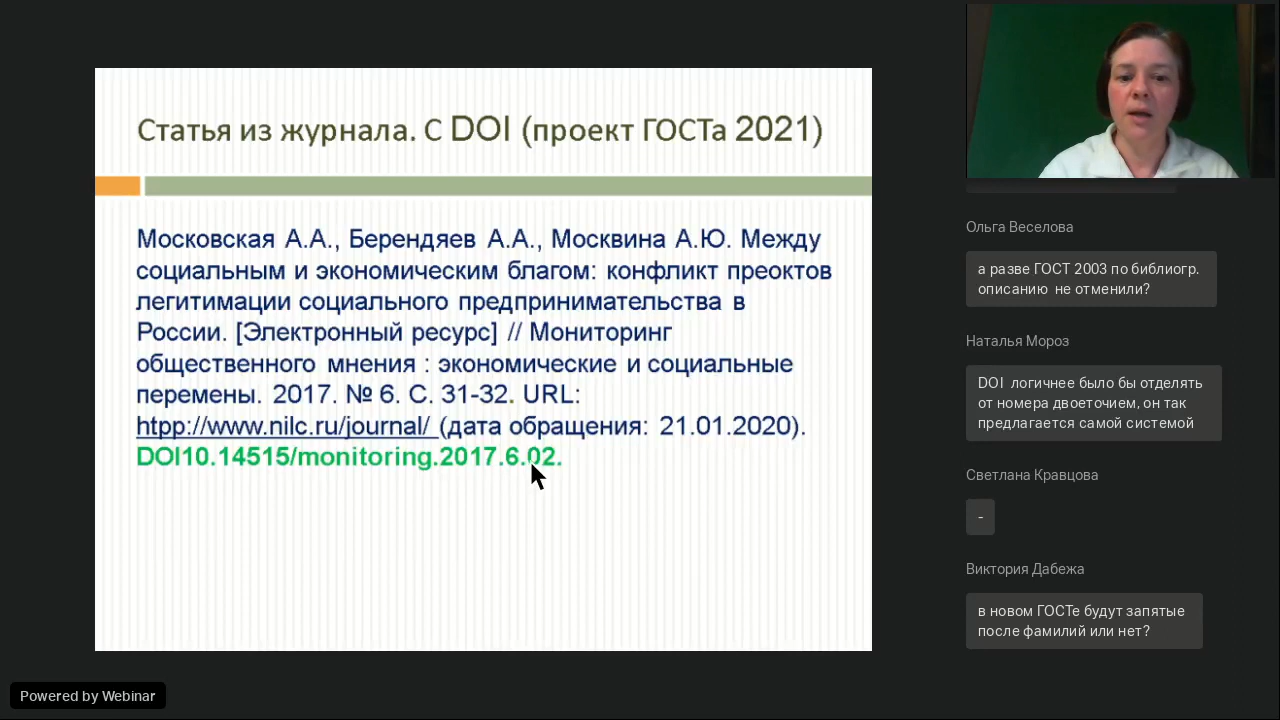 Статья из журнала. С DOI (проект ГОСТа 2021)
Московская А.А., Берендяев А.А., Москвина А.Ю. Между
социальным и экономическим благом: конфликт преоктов
легитимации социального предпринимательства в
России. [Электронный ресурс] // Мониторинг
общественного мнения : экономические и социальные
перемены. 2017. № 6. С. 31-32. URL:
htpp://www.nilc.ru/journal/ (дата обращения: 21.01.2020).
DOI10.14515/monitoring.2017.6.02.
Ольга Веселова
а разве ГОСТ 2003 по библиогр.
описанию не отменили?
Наталья Мороз
DOI логичнее было бы отделять
от номера двоеточием, он так
предлагается самой системой
Светлана Кравцова
-
Виктория Дабежа
в новом ГОСТе будут запятые
после фамилий или нет?
Powered by Webinar